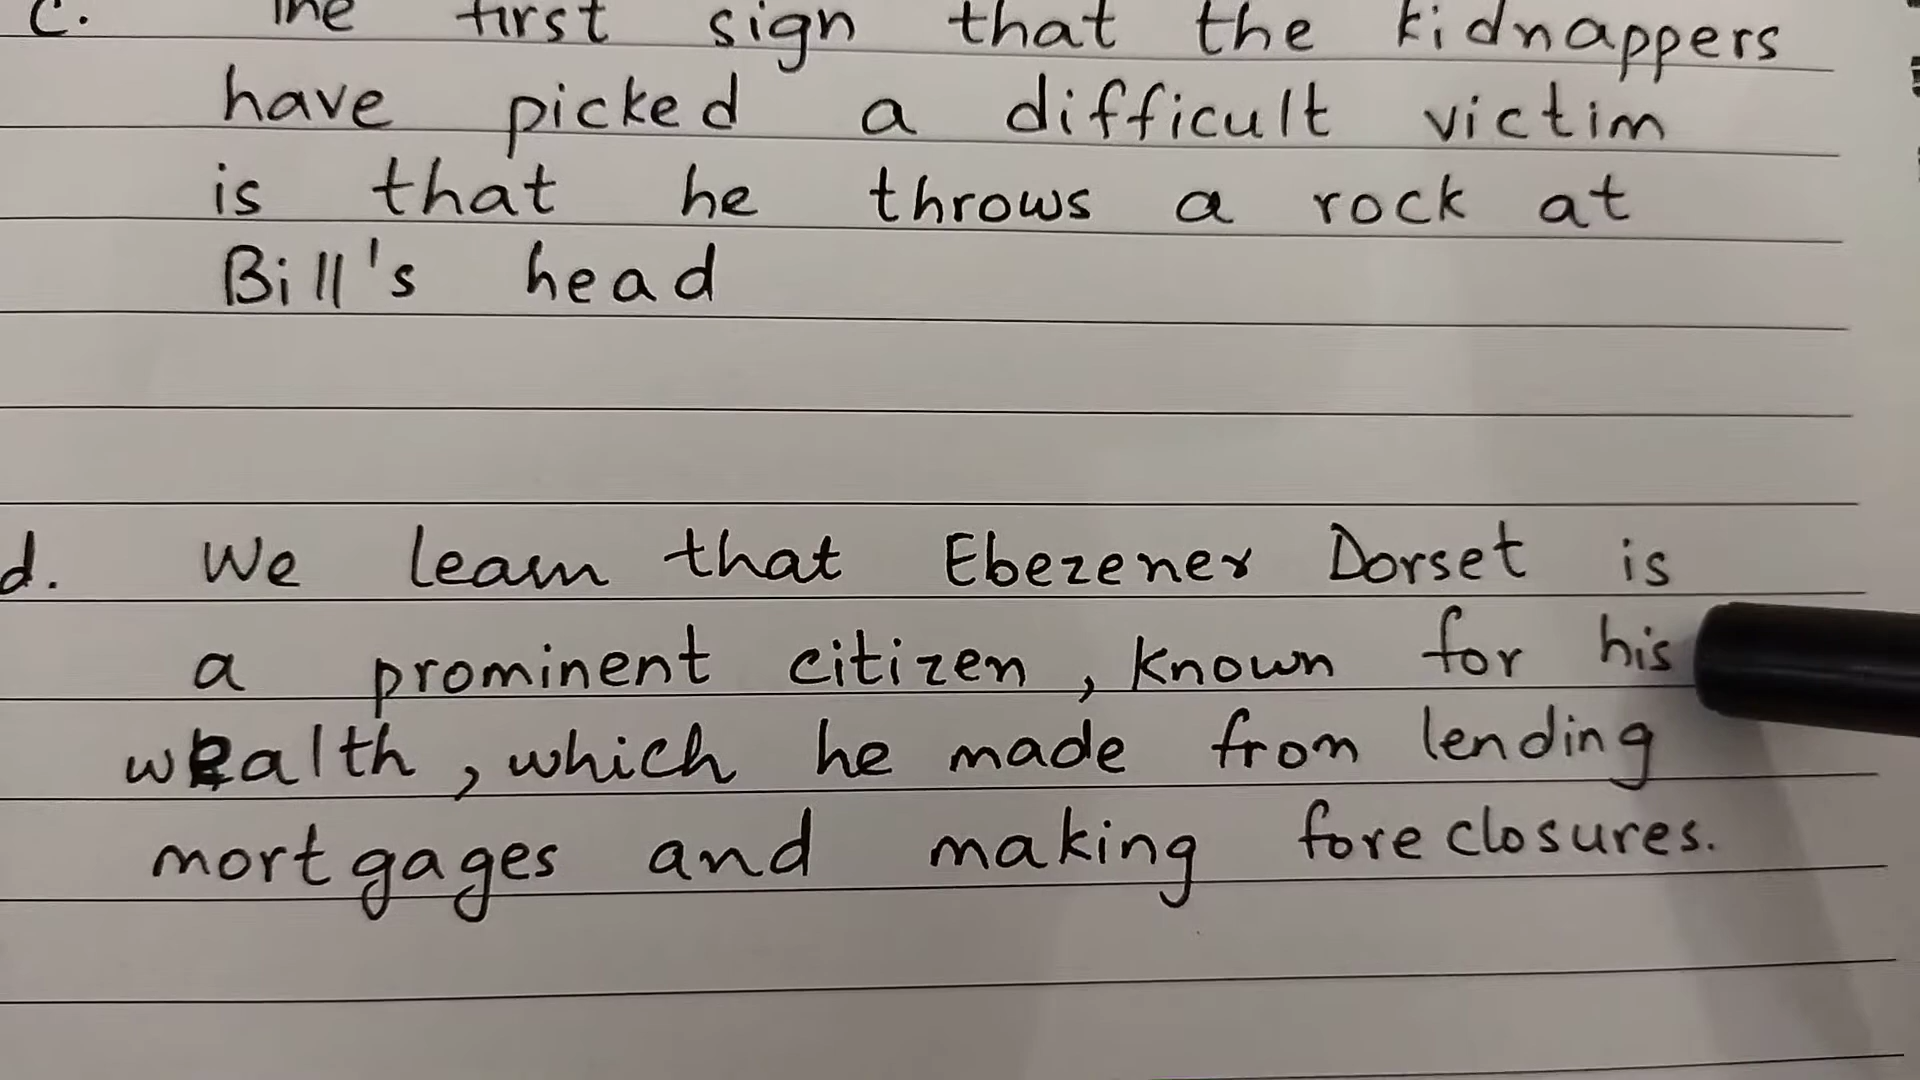 c. The first sign that the kidnappers
have picked a difficult victim
is that he throws a rock at
Bill's head
d. We learn that Ebezener Dorset is
a prominent citizen, known for his
wealth, which he made from lending
mortgages and making foreclosures.